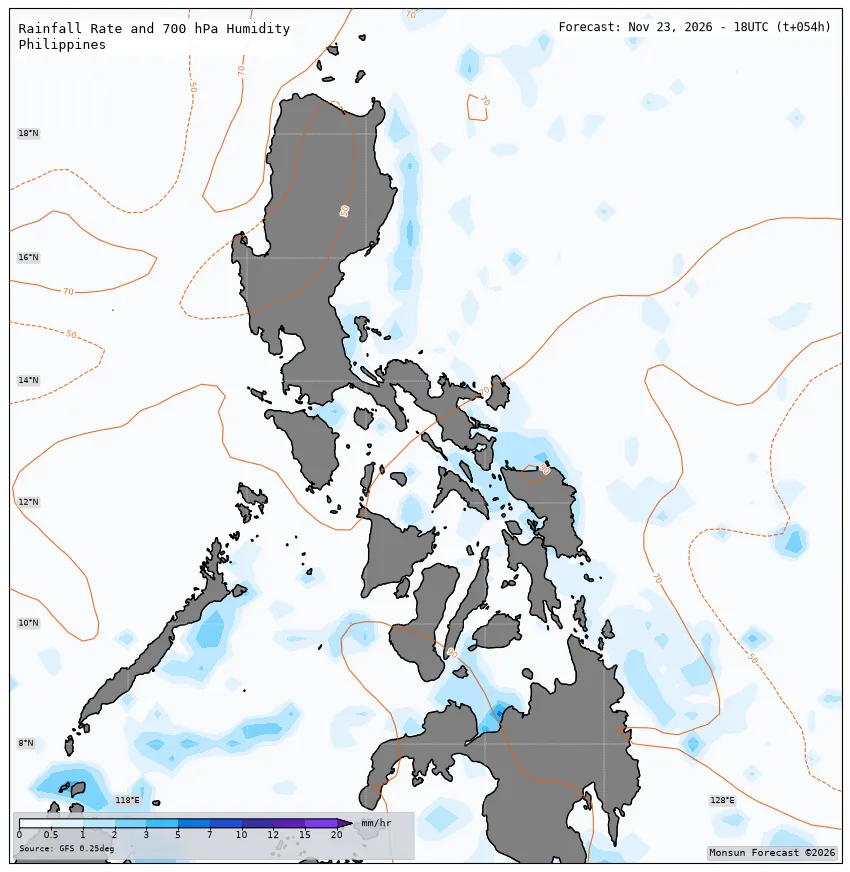 Rainfall Rate and 700 hPa Humidity
Philippines
Forecast: Nov 23, 2026 - 18UTC (t+054h)
70
50
70
70
18°N
50
16°N
70
50
14°N
70
12°N
70
10°N
50
8°N
118°E
128°E
0 0.5 1 2 3 5 7 10 12 15 20 mm/hr
Source: GFS 0.25deg
Monsun Forecast ©2026